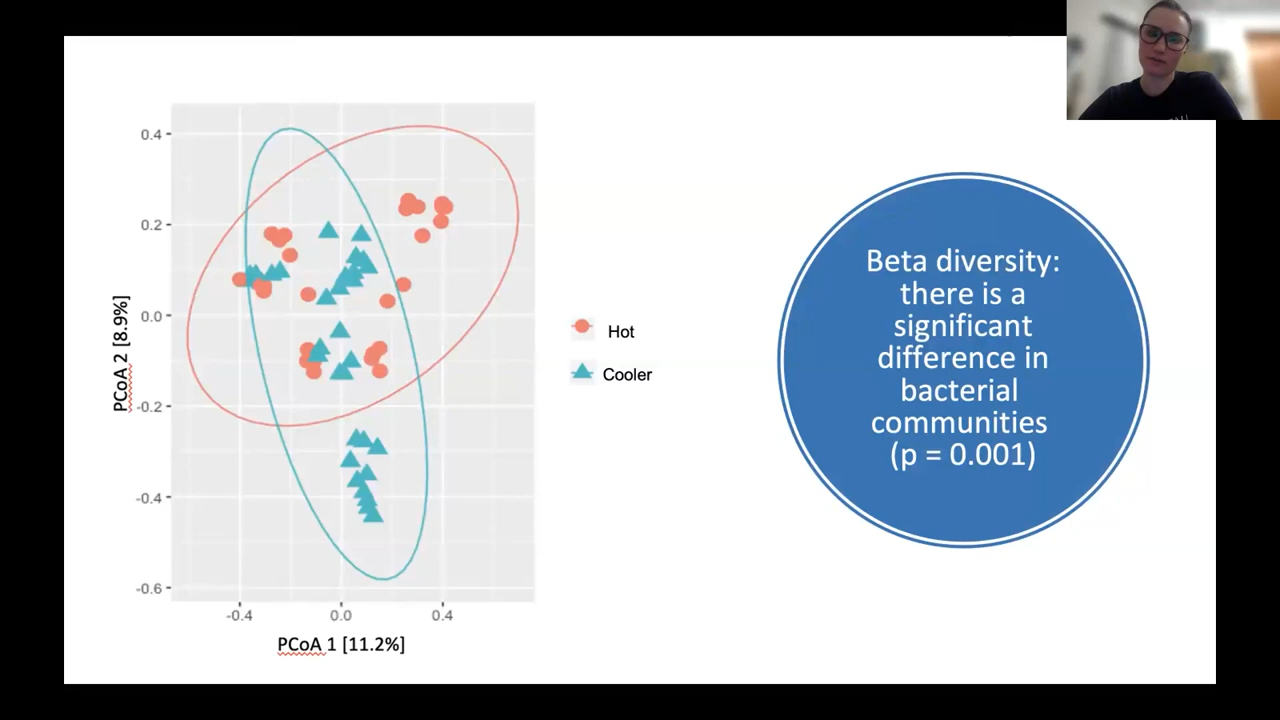 0.4
0.2
0.0
-0.2
-0.4
-0.6
PCoA 2 [8.9%]
-0.4 0.0 0.4
PCoA 1 [11.2%]
Hot
Cooler
Beta diversity:
there is a
significant
difference in
bacterial
communities
(p = 0.001)